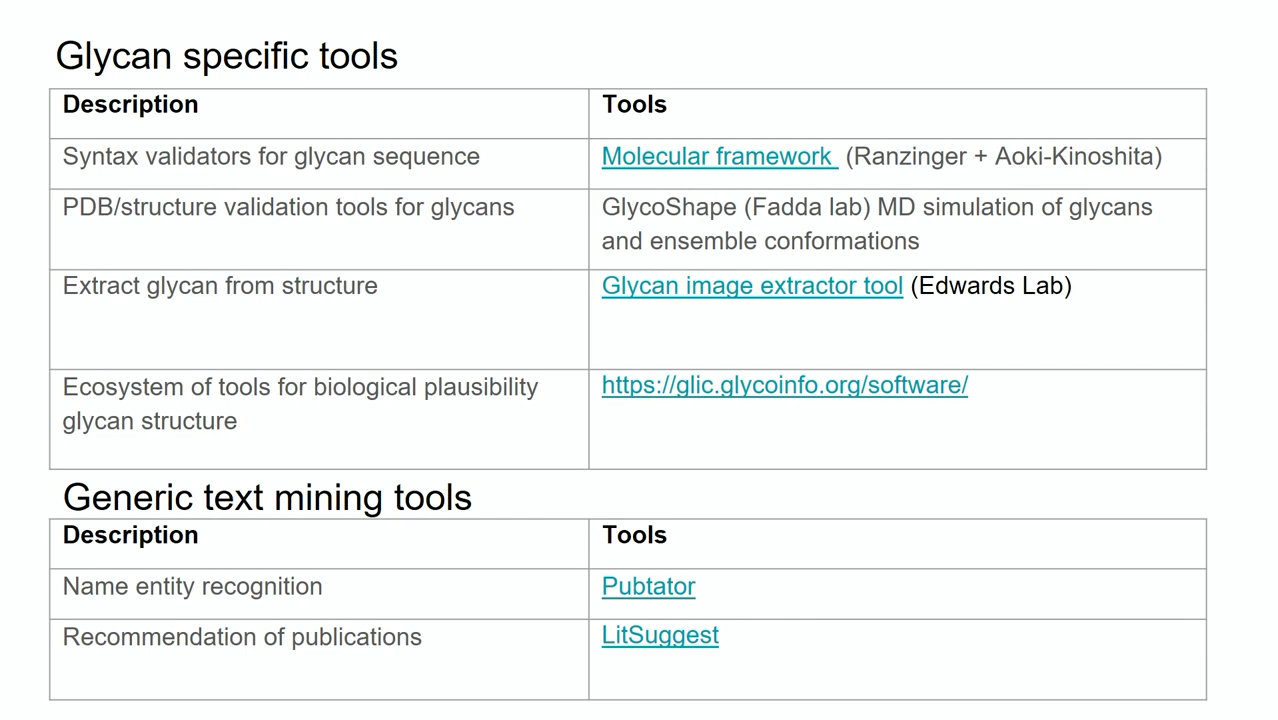 Glycan specific tools
Description
Tools
Syntax validators for glycan sequence
Molecular framework (Ranzinger + Aoki-Kinoshita)
PDB/structure validation tools for glycans
GlycoShape (Fadda lab) MD simulation of glycans
and ensemble conformations
Extract glycan from structure
Glycan image extractor tool (Edwards Lab)
Ecosystem of tools for biological plausibility
glycan structure
https://glic.glycoinfo.org/software/
Generic text mining tools
Description
Tools
Name entity recognition
Pubtator
Recommendation of publications
LitSuggest